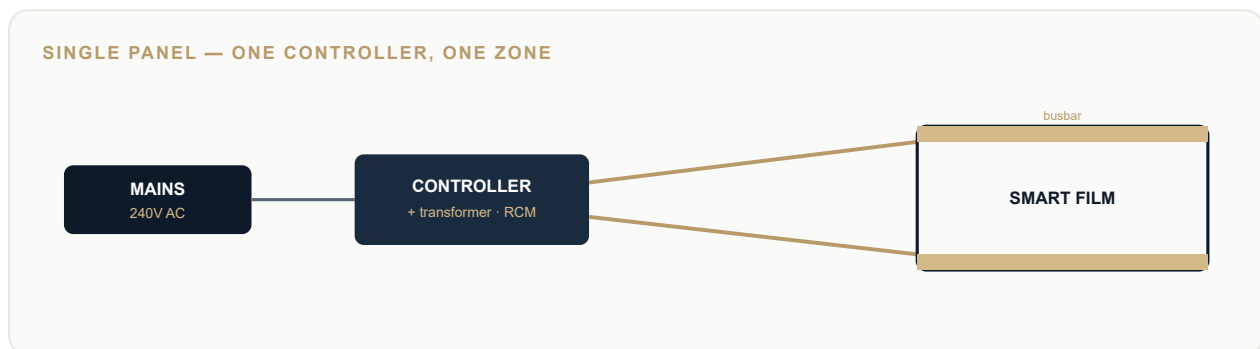 SINGLE PANEL — ONE CONTROLLER, ONE ZONE
busbar
MAINS
240V AC
CONTROLLER
+ transformer · RCM
SMART FILM